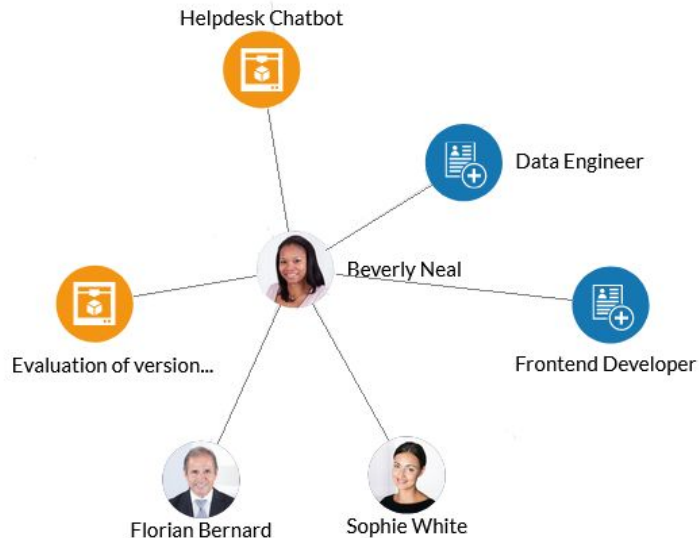 Helpdesk Chatbot
Data Engineer
Beverly Neal
Evaluation of version...
Frontend Developer
Florian Bernard
Sophie White